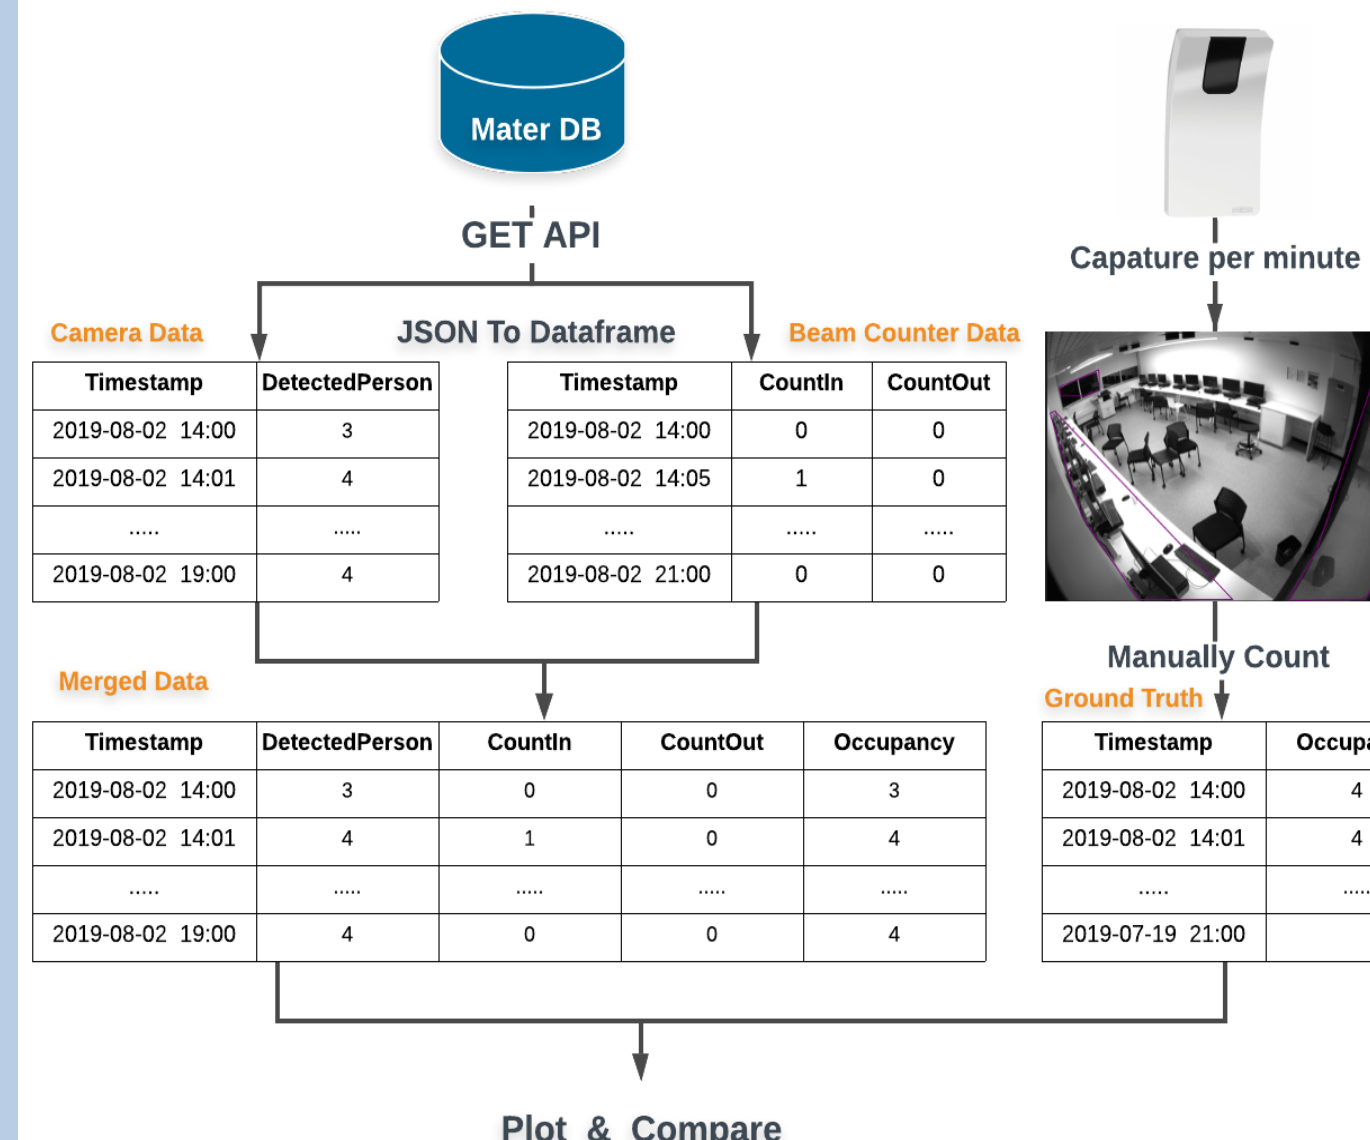 Mater DB
GET API
Capature per minute
Camera Data
JSON To Dataframe
Beam Counter Data
Timestamp DetectedPerson
2019-08-02 14:00 3
2019-08-02 14:01 4
..... .....
2019-08-02 19:00 4
Timestamp CountIn CountOut
2019-08-02 14:00 0 0
2019-08-02 14:05 1 0
..... ..... .....
2019-08-02 21:00 0 0
Manually Count
Merged Data
Ground Truth
Timestamp DetectedPerson CountIn CountOut Occupancy
2019-08-02 14:00 3 0 0 3
2019-08-02 14:01 4 1 0 4
..... ..... ..... ..... .....
2019-08-02 19:00 4 0 0 4
Timestamp Occupa
2019-08-02 14:00 4
2019-08-02 14:01 4
..... .....
2019-07-19 21:00
Plot & Compare